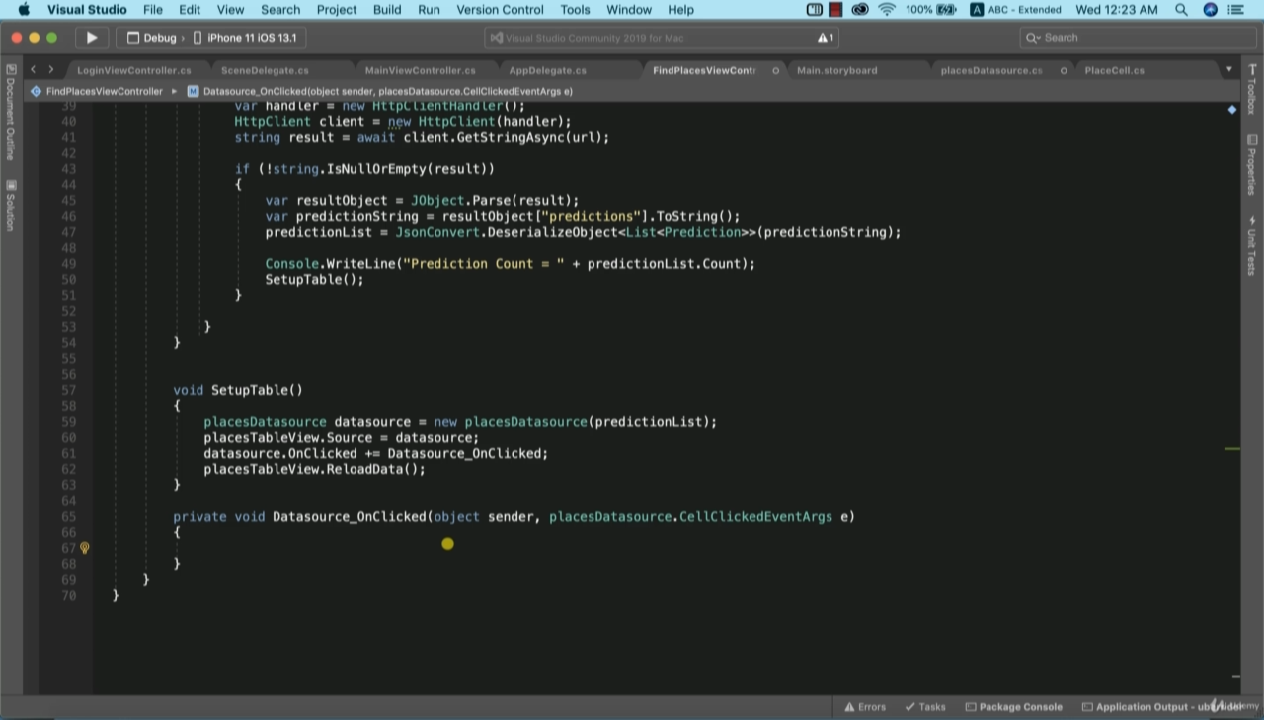 Visual Studio File Edit View Search Project Build Run Version Control Tools Window Help 100% A ABC - Extended Wed 12:23 AM
Debug › iPhone 11 iOS 13.1 Visual Studio Community 2019 for Mac 1 Search
LoginViewController.cs SceneDelegate.cs MainViewController.cs AppDelegate.cs FindPlacesViewContr Main.storyboard placesDatasource.cs PlaceCell.cs
FindPlacesViewController ▸ M Datasource_OnClicked(object sender, placesDatasource.CellClickedEventArgs e)
Document Outline
Solution
39 var handler = new HttpClientHandler();
40 HttpClient client = new HttpClient(handler);
41 string result = await client.GetStringAsync(url);
42
43 if (!string.IsNullOrEmpty(result))
44 {
45 var resultObject = JObject.Parse(result);
46 var predictionString = resultObject["predictions"].ToString();
47 predictionList = JsonConvert.DeserializeObject<List<Prediction>>(predictionString);
48
49 Console.WriteLine("Prediction Count = " + predictionList.Count);
50 SetupTable();
51 }
52
53 }
54 }
55
56
57 void SetupTable()
58 {
59 placesDatasource datasource = new placesDatasource(predictionList);
60 placesTableView.Source = datasource;
61 datasource.OnClicked += Datasource_OnClicked;
62 placesTableView.ReloadData();
63 }
64
65 private void Datasource_OnClicked(object sender, placesDatasource.CellClickedEventArgs e)
66 {
67
68 }
69 }
70 }
Toolbox
Properties
Unit Tests
Errors Tasks Package Console Application Output -